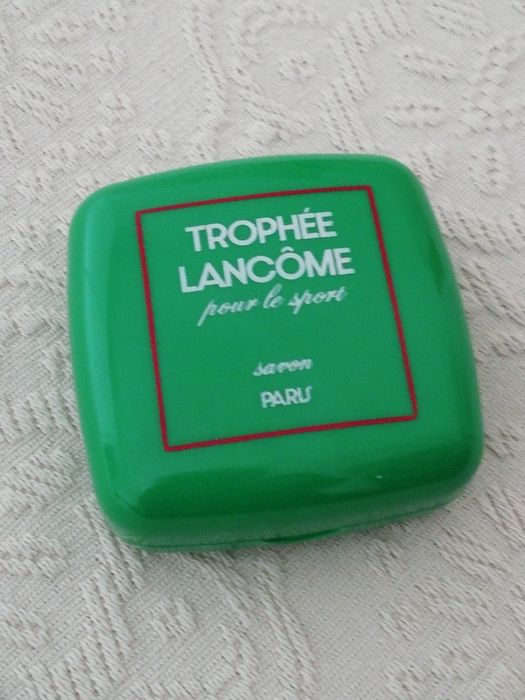 TROPHÉE
LANCÔME
pour le sport
savon
PARIS